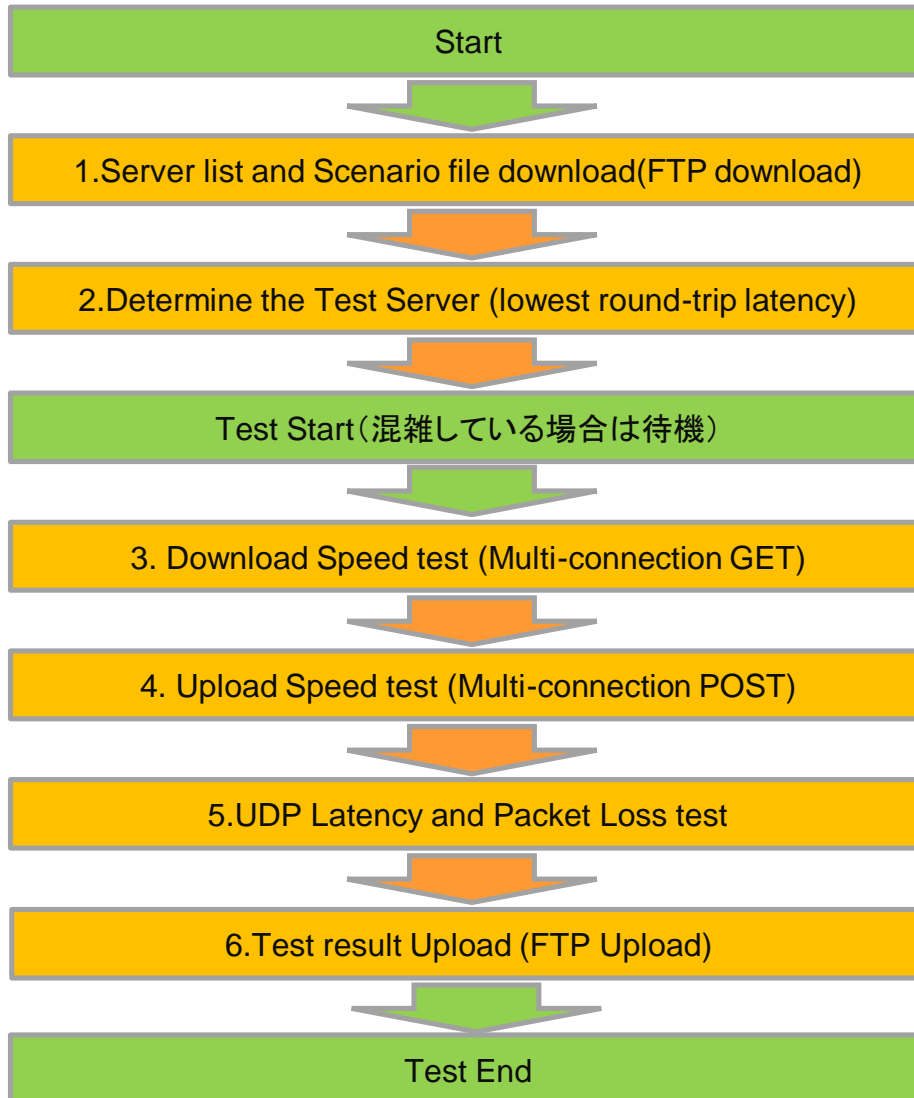 Start
1.Server list and Scenario file download(FTP download)
2.Determine the Test Server (lowest round-trip latency)
Test Start（混雑している場合は待機）
3. Download Speed test (Multi-connection GET)
4. Upload Speed test (Multi-connection POST)
5.UDP Latency and Packet Loss test
6.Test result Upload (FTP Upload)
Test End